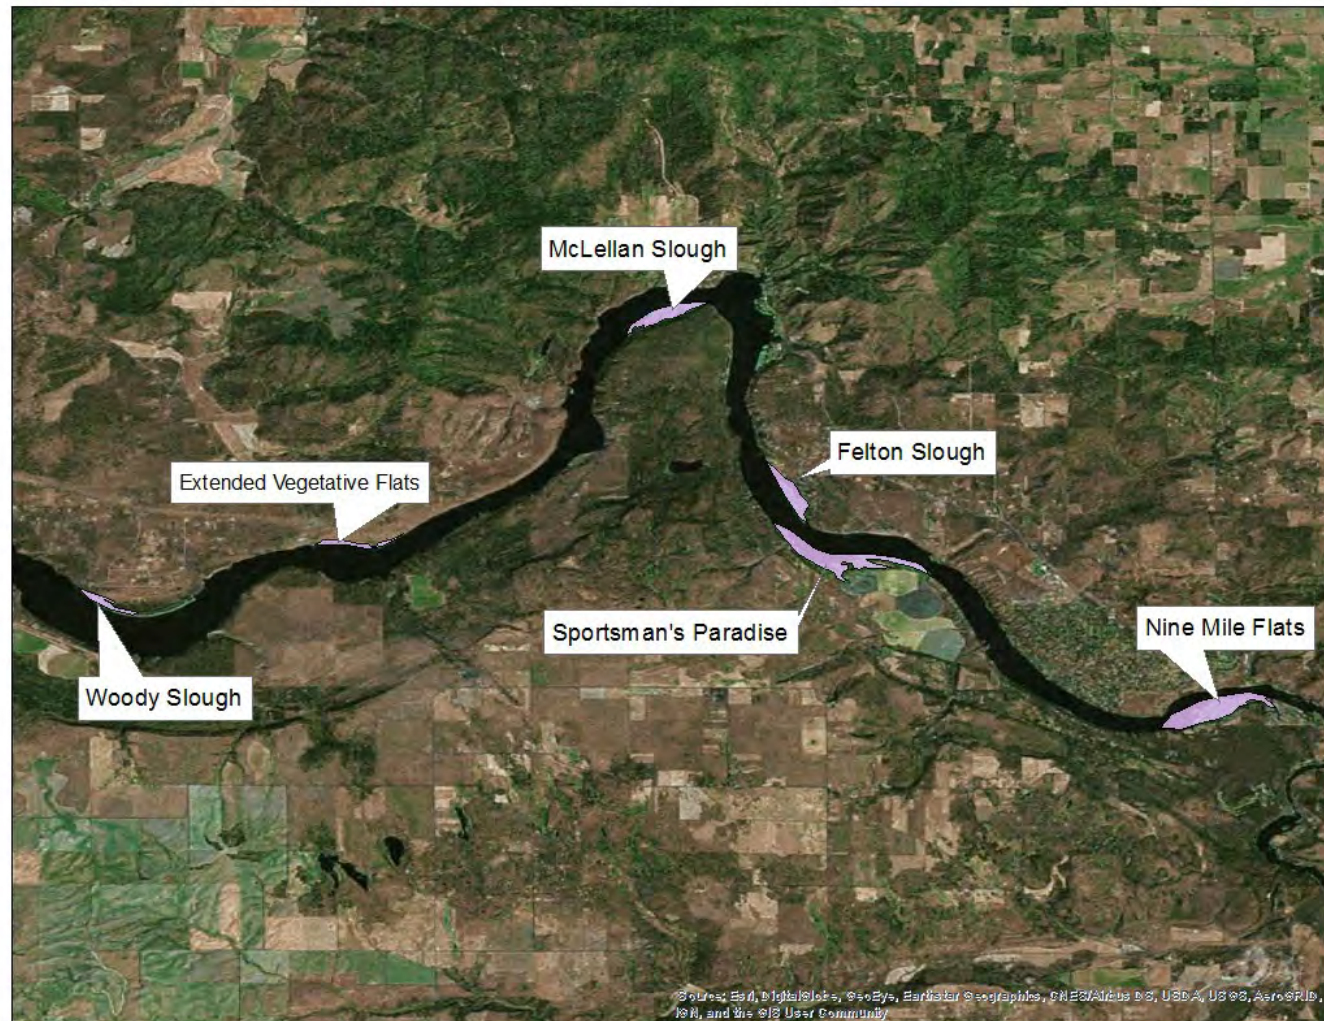 McLellan Slough
Felton Slough
Extended Vegetative Flats
Sportsman's Paradise
Nine Mile Flats
Woody Slough
Source: Esri, DigitalGlobe, GeoEye, Earthstar Geographics, CNES/Airbus DS, USDA, USGS, AeroGRID,
IGN, and the GIS User Community